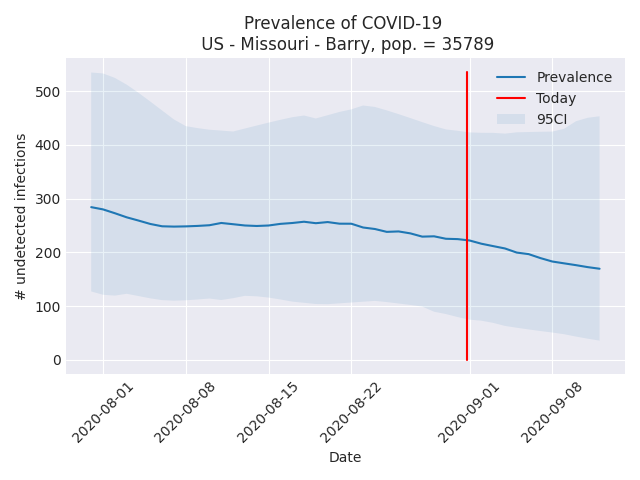 Prevalence of COVID-19
US - Missouri - Barry, pop. = 35789
Prevalence
Today
95CI
# undetected infections
500
400
300
200
100
0
2020-08-01
2020-08-08
2020-08-15
2020-08-22
2020-09-01
2020-09-08
Date